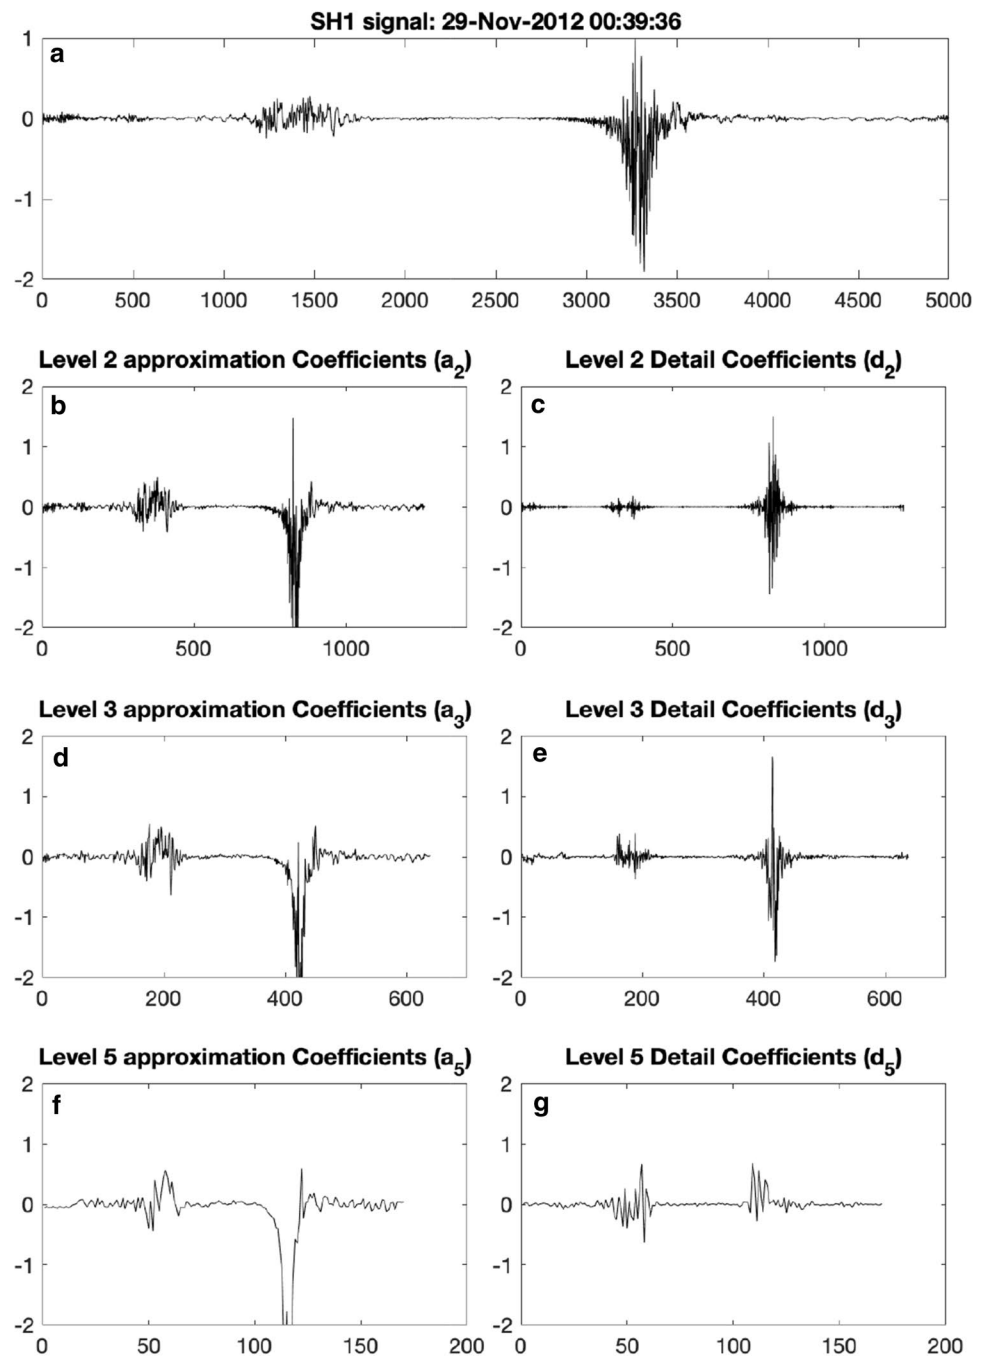 SH1 signal: 29-Nov-2012 00:39:36
a
1
0
-1
-2
0 500 1000 1500 2000 2500 3000 3500 4000 4500 5000
Level 2 approximation Coefficients (a2)
b
2
1
0
-1
-2
0 500 1000
Level 2 Detail Coefficients (d2)
c
2
1
0
-1
-2
0 500 1000
Level 3 approximation Coefficients (a3)
d
2
1
0
-1
-2
0 200 400 600
Level 3 Detail Coefficients (d3)
e
2
1
0
-1
-2
0 200 400 600
Level 5 approximation Coefficients (a5)
f
2
1
0
-1
-2
0 50 100 150 200
Level 5 Detail Coefficients (d5)
g
2
1
0
-1
-2
0 50 100 150 200